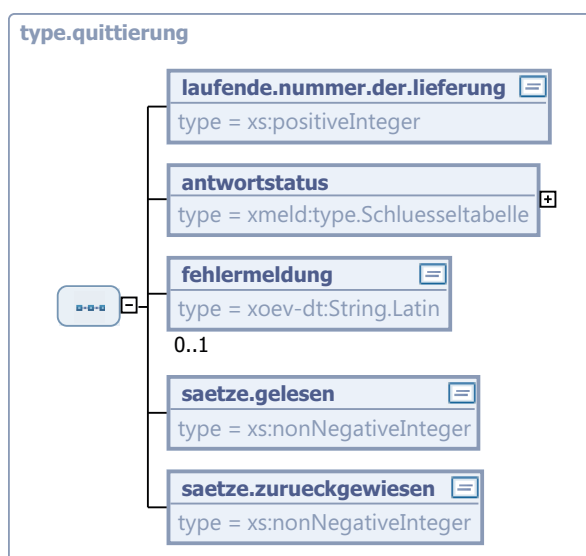 type.quittierung
laufende.nummer.der.lieferung
type = xs:positiveInteger
antwortstatus
type = xmeld:type.Schluesseltabelle
fehlermeldung
type = xoev-dt:String.Latin
0..1
saetze.gelesen
type = xs:nonNegativeInteger
saetze.zurueckgewiesen
type = xs:nonNegativeInteger